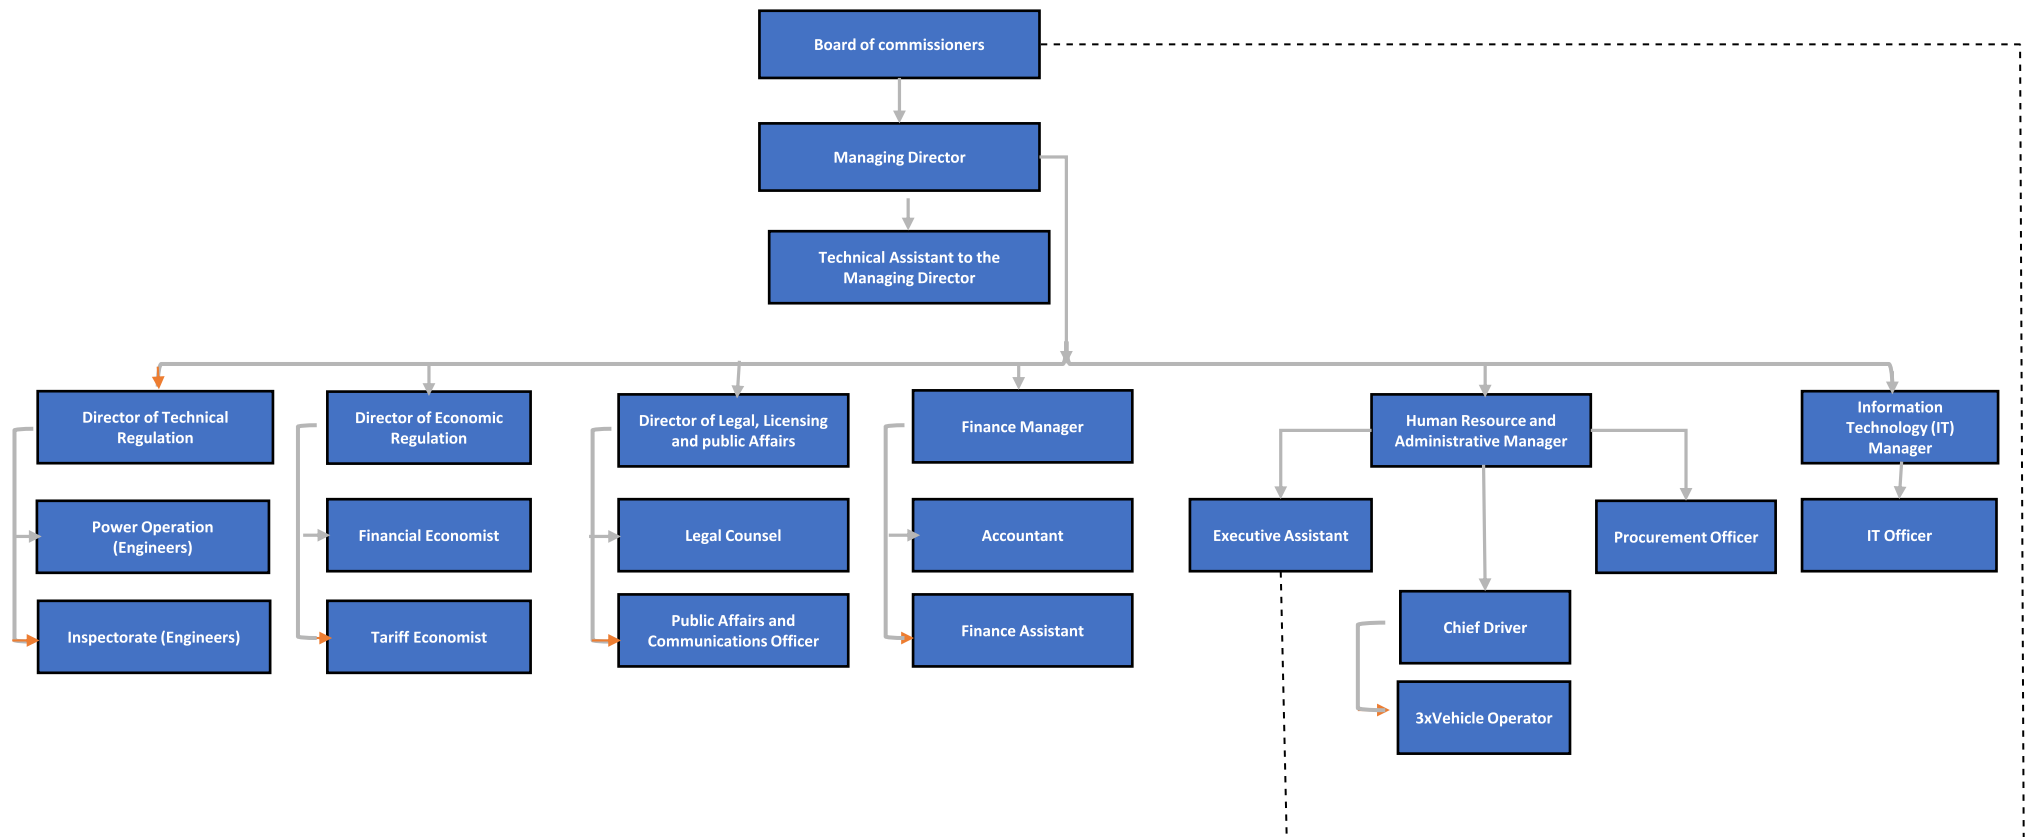 Board of commissioners
Managing Director
Technical Assistant to the
Managing Director
Director of Technical
Regulation
Director of Economic
Regulation
Director of Legal, Licensing
and public Affairs
Finance Manager
Human Resource and
Administrative Manager
Information
Technology (IT)
Manager
Power Operation
(Engineers)
Financial Economist
Legal Counsel
Accountant
Executive Assistant
Procurement Officer
IT Officer
Inspectorate (Engineers)
Tariff Economist
Public Affairs and
Communications Officer
Finance Assistant
Chief Driver
3xVehicle Operator